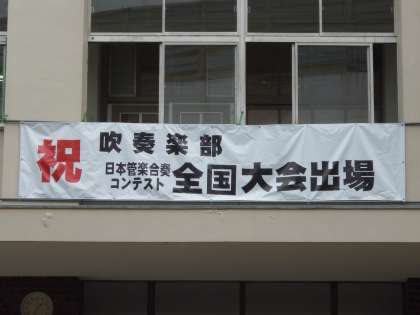 祝
吹奏楽部
日本管楽合奏
コンテスト
全国大会出場